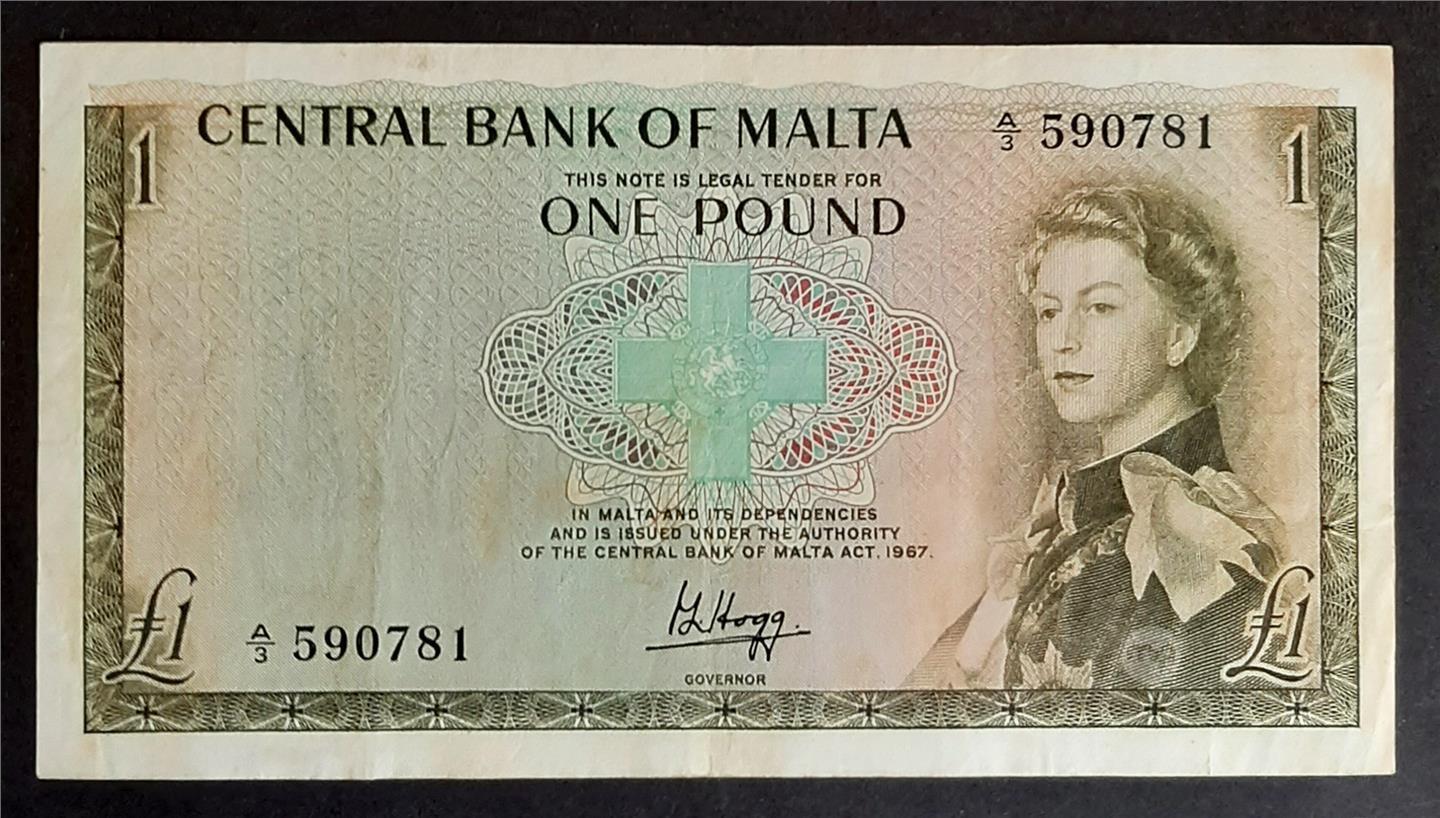 CENTRAL BANK OF MALTA
A/3 590781
1
1
THIS NOTE IS LEGAL TENDER FOR
ONE POUND
IN MALTA AND ITS DEPENDENCIES
AND IS ISSUED UNDER THE AUTHORITY
OF THE CENTRAL BANK OF MALTA ACT, 1967.
£1
A/3 590781
Hogg.
GOVERNOR
£1